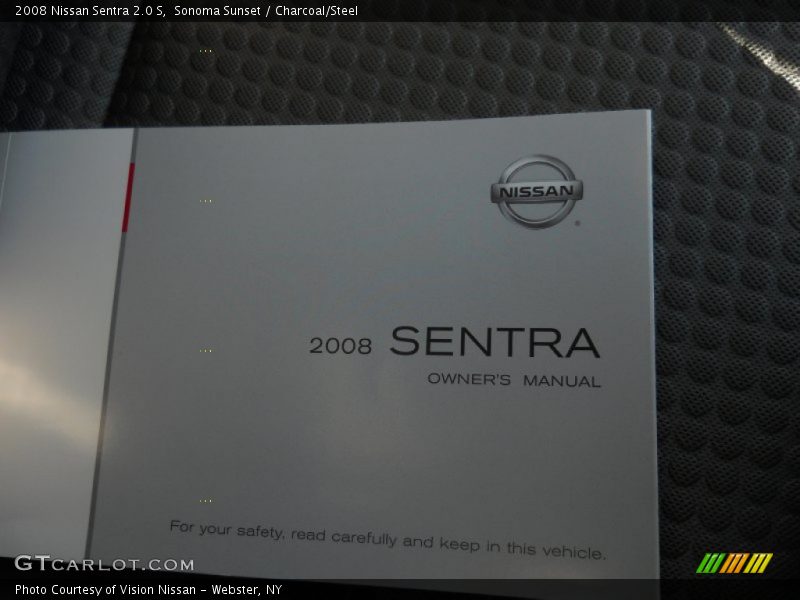 2008 Nissan Sentra 2.0 S, Sonoma Sunset / Charcoal/Steel
NISSAN
®
2008 SENTRA
OWNER'S MANUAL
For your safety, read carefully and keep in this vehicle.
GTCARLOT.COM
Photo Courtesy of Vision Nissan - Webster, NY